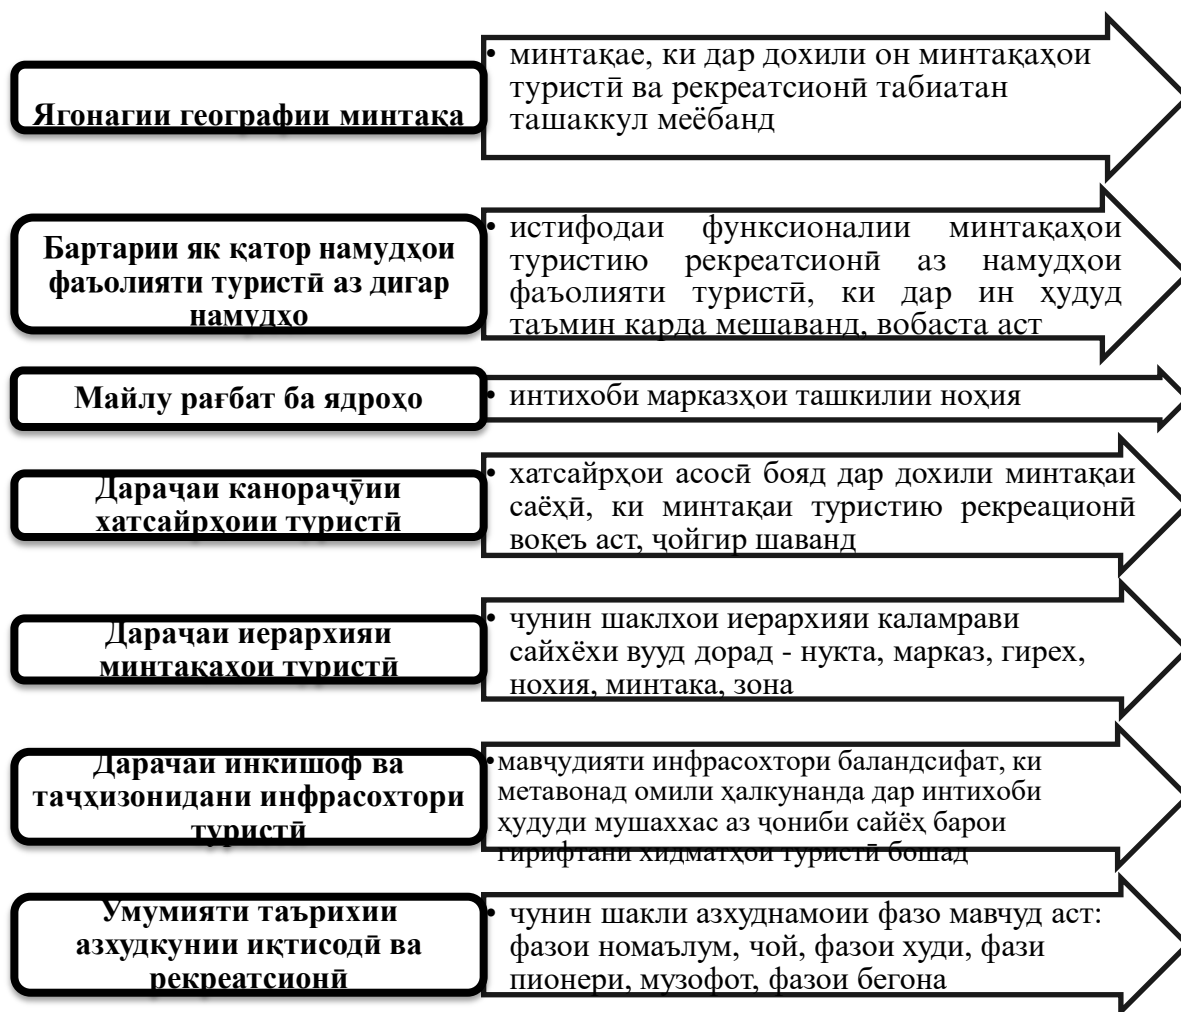 Ягонагии географии минтақа
• минтақае, ки дар дохили он минтақаҳои
туристӣ ва рекреатсионӣ табиатан
ташаккул меёбанд
Бартарии як қатор намудҳои
фаъолияти туристӣ аз дигар
намудҳо
• истифодаи функсионалии минтақаҳои
туристию рекреатсионӣ аз намудҳои
фаъолияти туристӣ, ки дар ин ҳудуд
таъмин карда мешаванд, вобаста аст
Майлу рағбат ба ядроҳо
• интихоби марказҳои ташкилии ноҳия
Дараҷаи канораҷӯии
хатсайрҳоии туристӣ
• хатсайрҳои асосӣ бояд дар дохили минтақаи
саёҳӣ, ки минтақаи туристию рекреационӣ
воқеъ аст, ҷойгир шаванд
Дараҷаи иерархияи
минтақаҳои туристӣ
• чунин шаклхои иерархияи каламрави
сайхёхи вууд дорад - нукта, марказ, гирех,
нохия, минтака, зона
Дарачаи инкишоф ва
таҷҳизонидани инфрасохтори
туристӣ
• мавҷудияти инфрасохтори баландсифат, ки
метавонад омили ҳалкунанда дар интихоби
ҳудуди мушаххас аз ҷониби сайёҳ барои
гирифтани хидматҳои туристӣ бошад
Умумияти таърихии
азхудкунии иқтисодӣ ва
рекреатсионӣ
• чунин шакли азхуднамоии фазо мавчуд аст:
фазои номаълум, чой, фазои худи, фази
пионери, музофот, фазои бегона